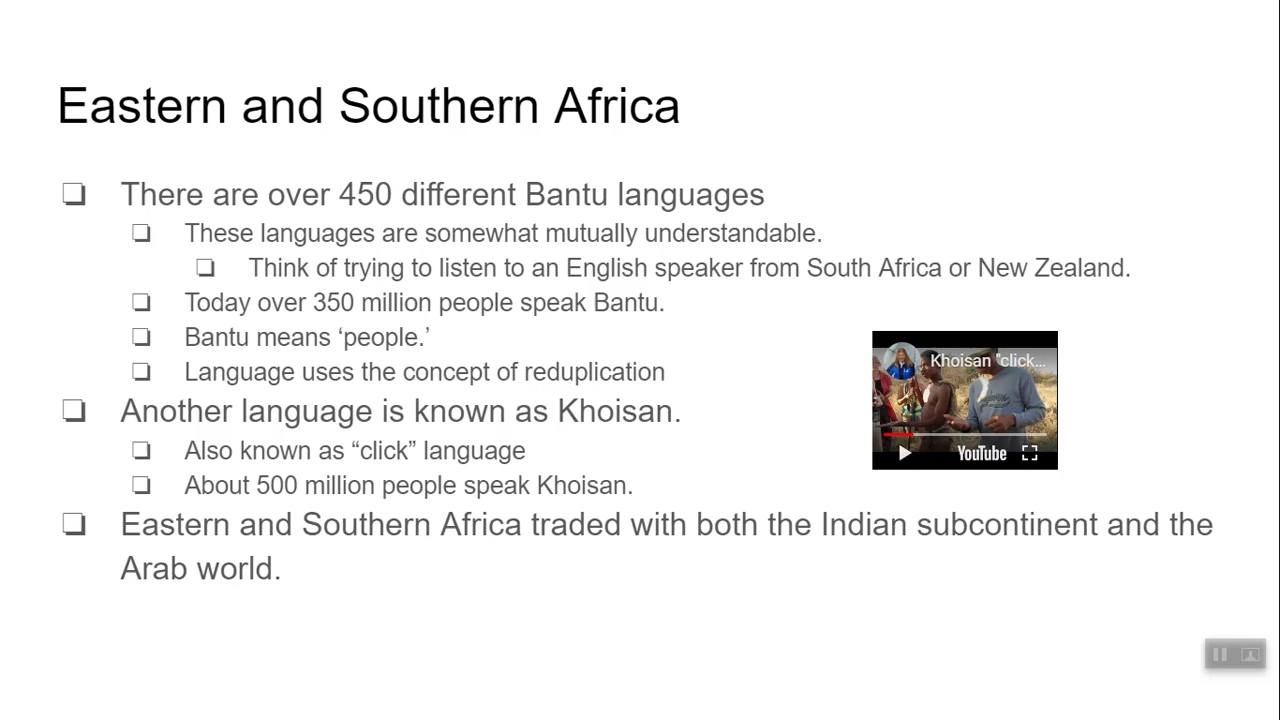 Eastern and Southern Africa
❏ There are over 450 different Bantu languages
❏ These languages are somewhat mutually understandable.
❏ Think of trying to listen to an English speaker from South Africa or New Zealand.
❏ Today over 350 million people speak Bantu.
❏ Bantu means ‘people.’
❏ Language uses the concept of reduplication
❏ Another language is known as Khoisan.
❏ Also known as “click” language
❏ About 500 million people speak Khoisan.
❏ Eastern and Southern Africa traded with both the Indian subcontinent and the
Arab world.
Khoisan "click...
YouTube